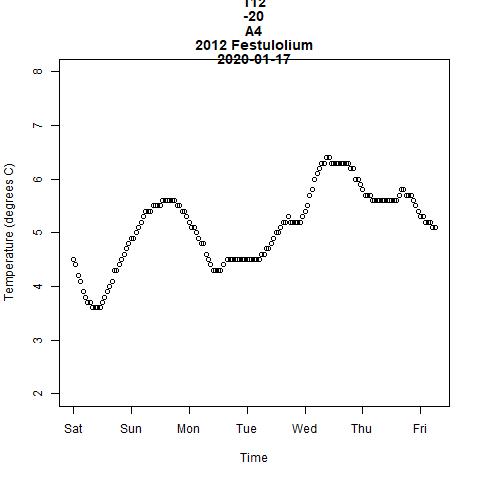 T12
-20
A4
2012 Festulolium
2020-01-17
Temperature (degrees C)
8
7
6
5
4
3
2
Sat Sun Mon Tue Wed Thu Fri
Time